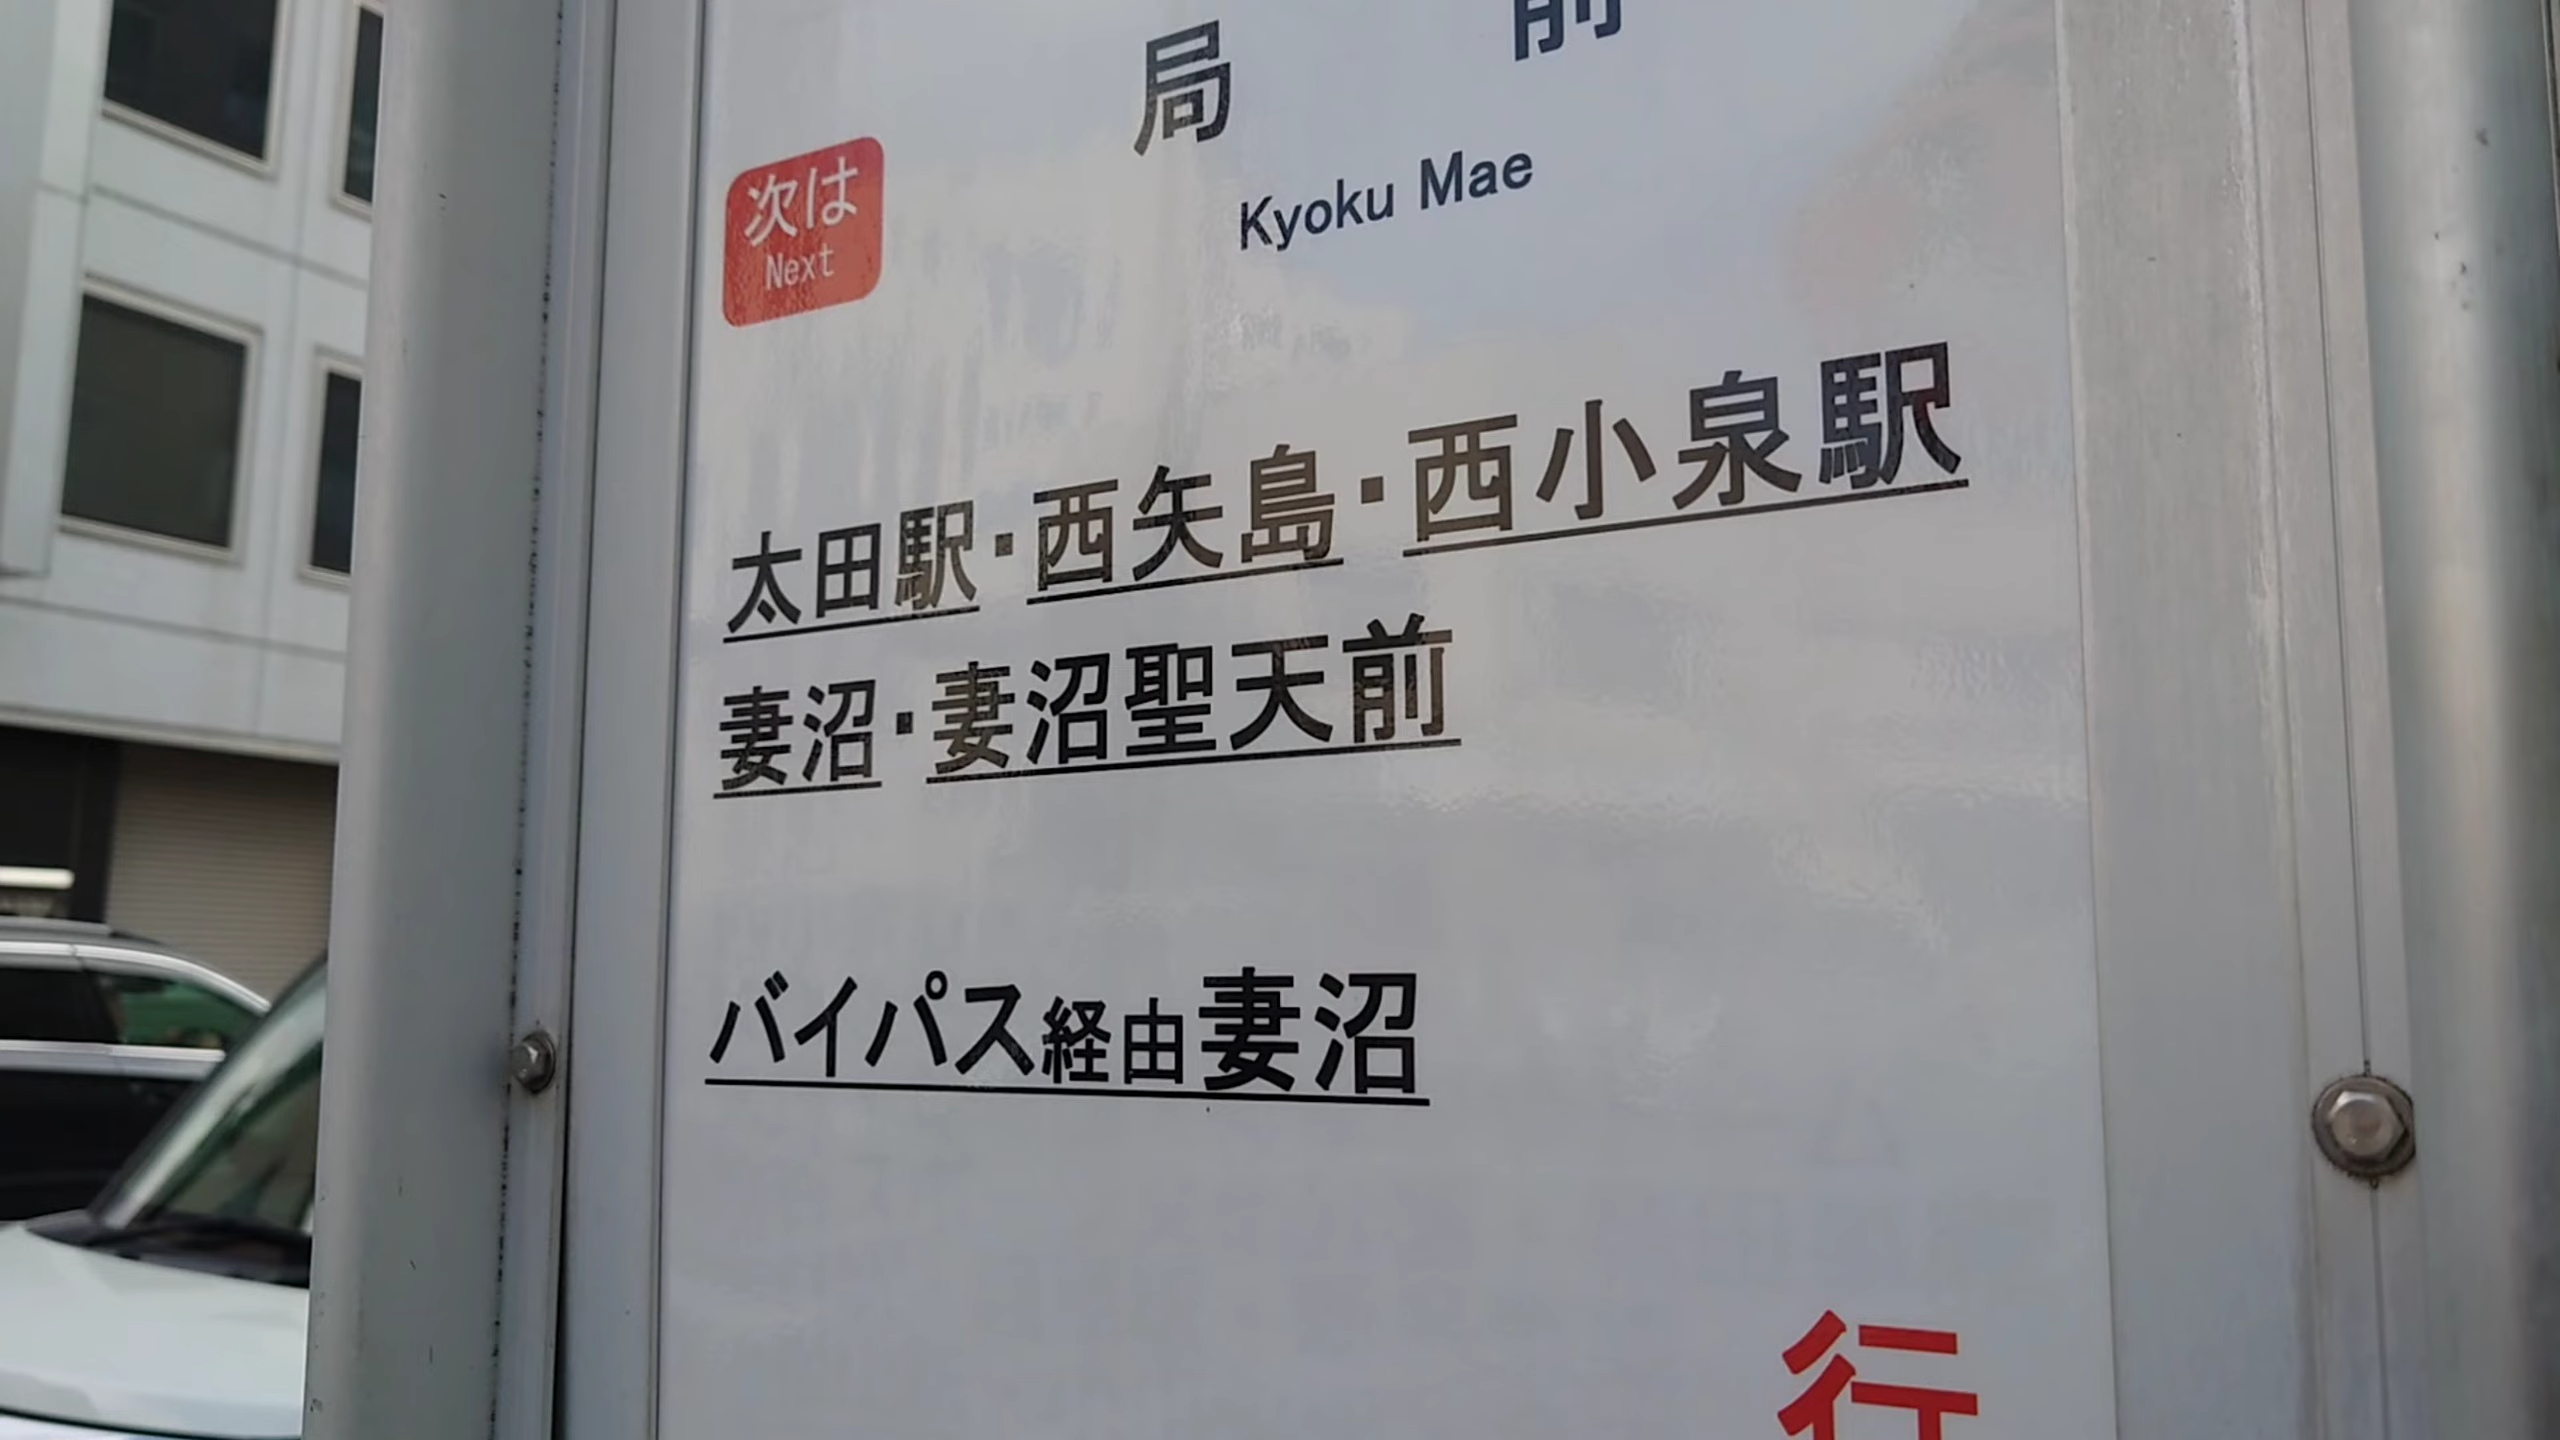 局 前
Kyoku Mae
次は
Next
太田駅・西矢島・西小泉駅
妻沼・妻沼聖天前
バイパス経由妻沼
行